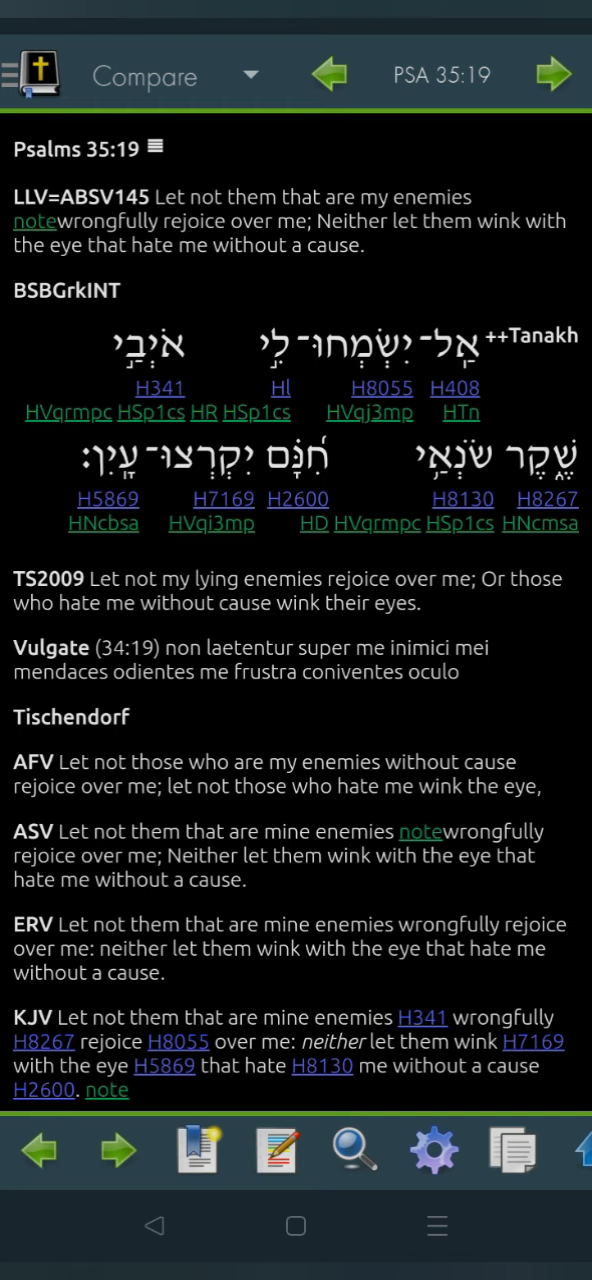 Compare
PSA 35:19
Psalms 35:19
LLV=ABSV145 Let not them that are my enemies
notewrongfully rejoice over me; Neither let them wink with
the eye that hate me without a cause.
BSBGrkINT
++Tanakh אַֽל־יִשְׂמְחוּ־לִ֣י אֹיְבַ֣י
H341 Hl H8055 H408
HVqrmpc HSp1cs HR HSp1cs HVqj3mp HTn
שֶׁ֑קֶר שֹׂנְאַ֥י חִ֝נָּ֗ם יִקְרְצוּ־עָֽיִן׃
H5869 H7169 H2600 H8130 H8267
HNcbsa HVqi3mp HD HVqrmpc HSp1cs HNcmsa
TS2009 Let not my lying enemies rejoice over me; Or those
who hate me without cause wink their eyes.
Vulgate (34:19) non laetentur super me inimici mei
mendaces odientes me frustra coniventes oculo
Tischendorf
AFV Let not those who are my enemies without cause
rejoice over me; let not those who hate me wink the eye,
ASV Let not them that are mine enemies notewrongfully
rejoice over me; Neither let them wink with the eye that
hate me without a cause.
ERV Let not them that are mine enemies wrongfully rejoice
over me: neither let them wink with the eye that hate me
without a cause.
KJV Let not them that are mine enemies H341 wrongfully
H8267 rejoice H8055 over me: neither let them wink H7169
with the eye H5869 that hate H8130 me without a cause
H2600. note